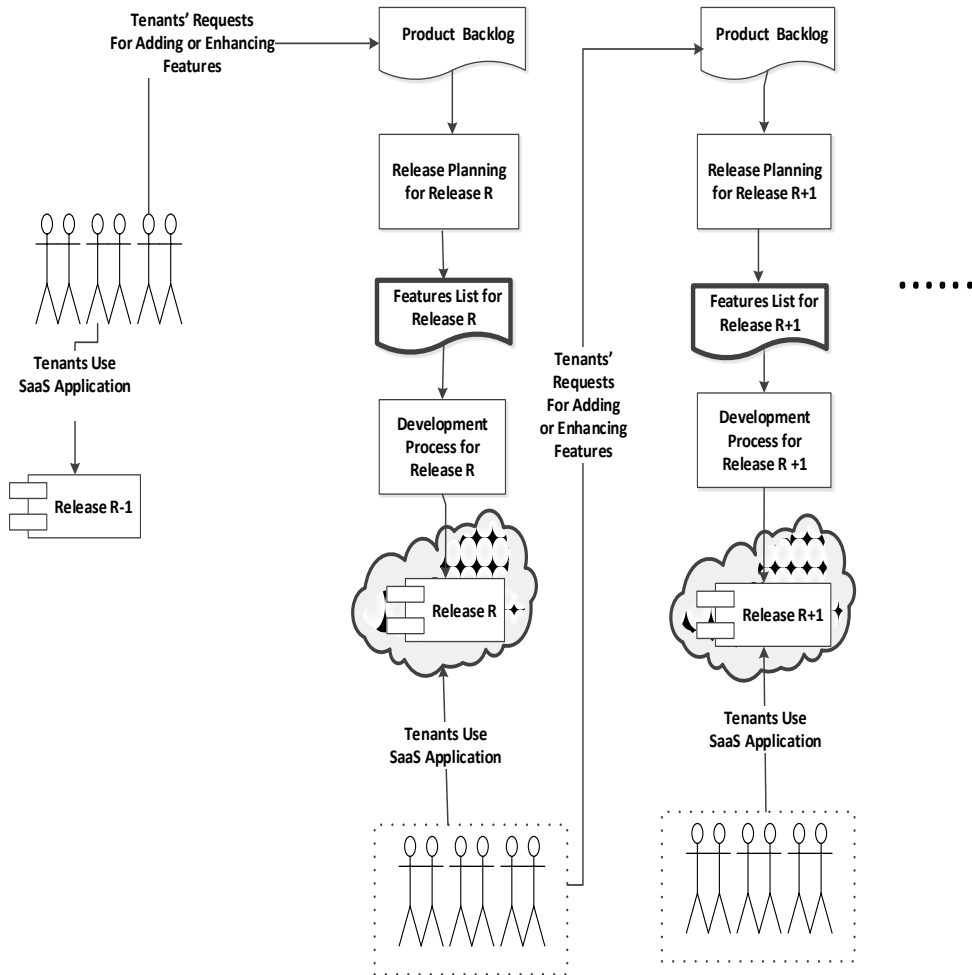 Tenants' Requests
For Adding or Enhancing
Features
Tenants Use
SaaS Application
Release R-1
Product Backlog
Release Planning
for Release R
Features List for
Release R
Development
Process for
Release R
Release R
Tenants Use
SaaS Application
Tenants'
Requests
For Adding
or Enhancing
Features
Product Backlog
Release Planning
for Release R+1
Features List for
Release R+1
Development
Process for
Release R +1
Release R+1
Tenants Use
SaaS Application
......